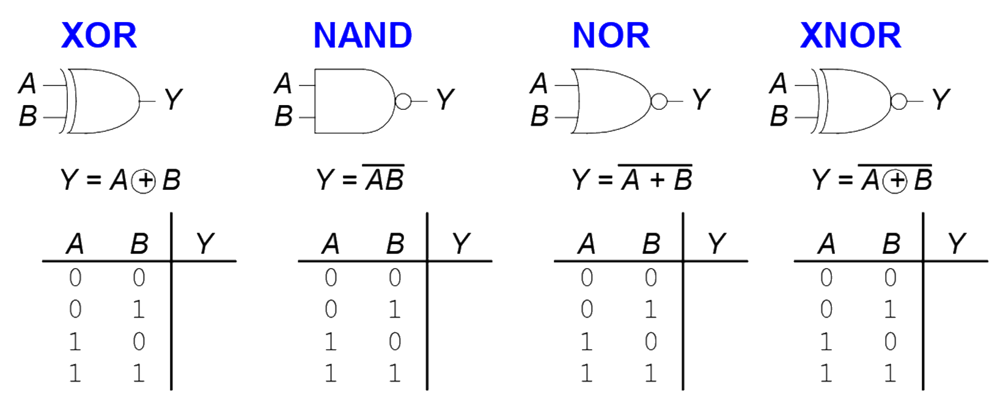 XOR NAND NOR XNOR
A A A A
Y Y Y Y
B B B B
Y = A ⊕ B Y = A̅B̅ Y = A̅ ̅+̅ ̅B̅ Y = A̅ ̅⊕̅ ̅B̅
A B Y A B Y A B Y A B Y
0 0 0 0 0 0 0 0
0 1 0 1 0 1 0 1
1 0 1 0 1 0 1 0
1 1 1 1 1 1 1 1